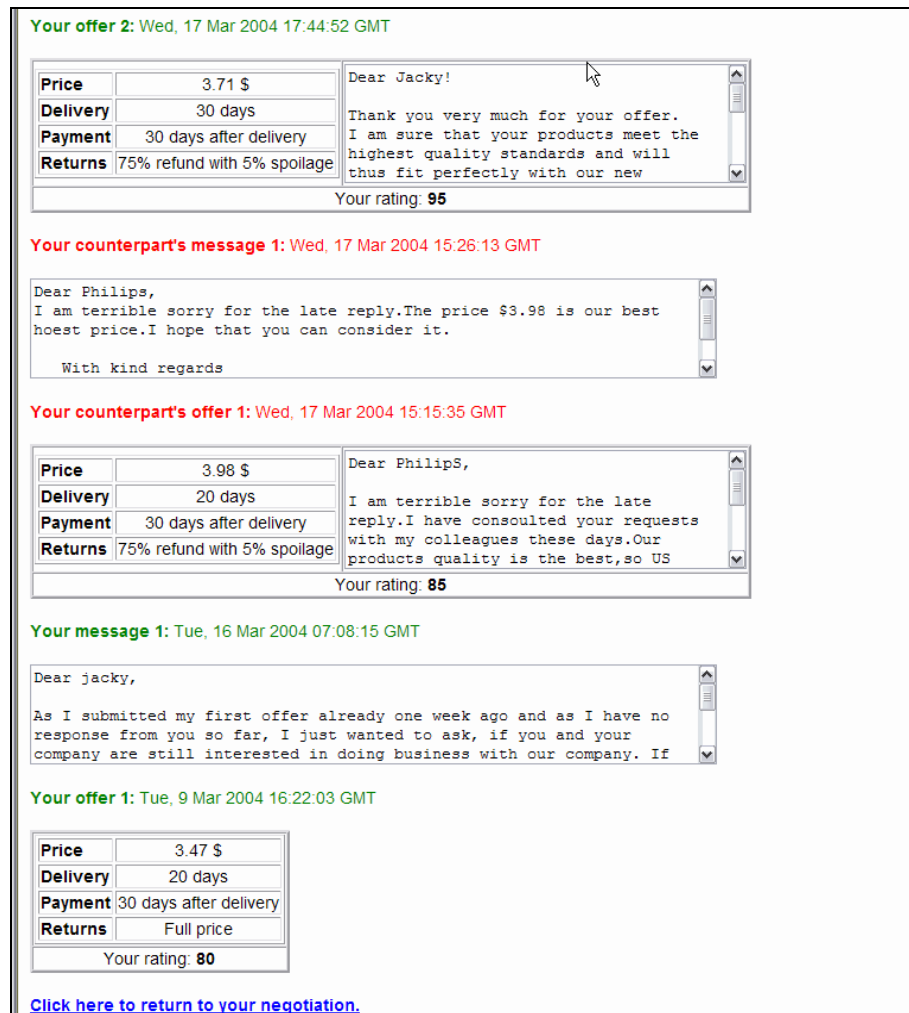 Your offer 2: Wed, 17 Mar 2004 17:44:52 GMT
Price 3.71 $
Delivery 30 days
Payment 30 days after delivery
Returns 75% refund with 5% spoilage
Dear Jacky!
Thank you very much for your offer.
I am sure that your products meet the
highest quality standards and will
thus fit perfectly with our new
Your rating: 95
Your counterpart's message 1: Wed, 17 Mar 2004 15:26:13 GMT
Dear Philips,
I am terrible sorry for the late reply.The price $3.98 is our best
hoest price.I hope that you can consider it.
With kind regards
Your counterpart's offer 1: Wed, 17 Mar 2004 15:15:35 GMT
Price 3.98 $
Delivery 20 days
Payment 30 days after delivery
Returns 75% refund with 5% spoilage
Dear PhilipS,
I am terrible sorry for the late
reply.I have consoulted your requests
with my colleagues these days.Our
products quality is the best,so US
Your rating: 85
Your message 1: Tue, 16 Mar 2004 07:08:15 GMT
Dear jacky,
As I submitted my first offer already one week ago and as I have no
response from you so far, I just wanted to ask, if you and your
company are still interested in doing business with our company. If
Your offer 1: Tue, 9 Mar 2004 16:22:03 GMT
Price 3.47 $
Delivery 20 days
Payment 30 days after delivery
Returns Full price
Your rating: 80
Click here to return to your negotiation.